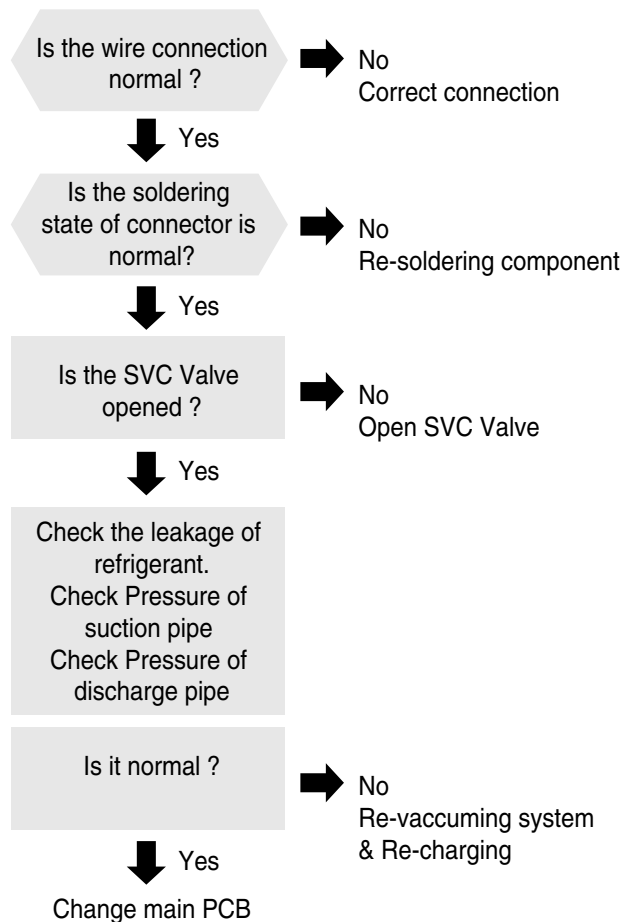 Is the wire connection
normal ?
No
Correct connection
Yes
Is the soldering
state of connector is
normal?
No
Re-soldering component
Yes
Is the SVC Valve
opened ?
No
Open SVC Valve
Yes
Check the leakage of
refrigerant.
Check Pressure of
suction pipe
Check Pressure of
discharge pipe
Is it normal ?
No
Re-vaccuming system
& Re-charging
Yes
Change main PCB